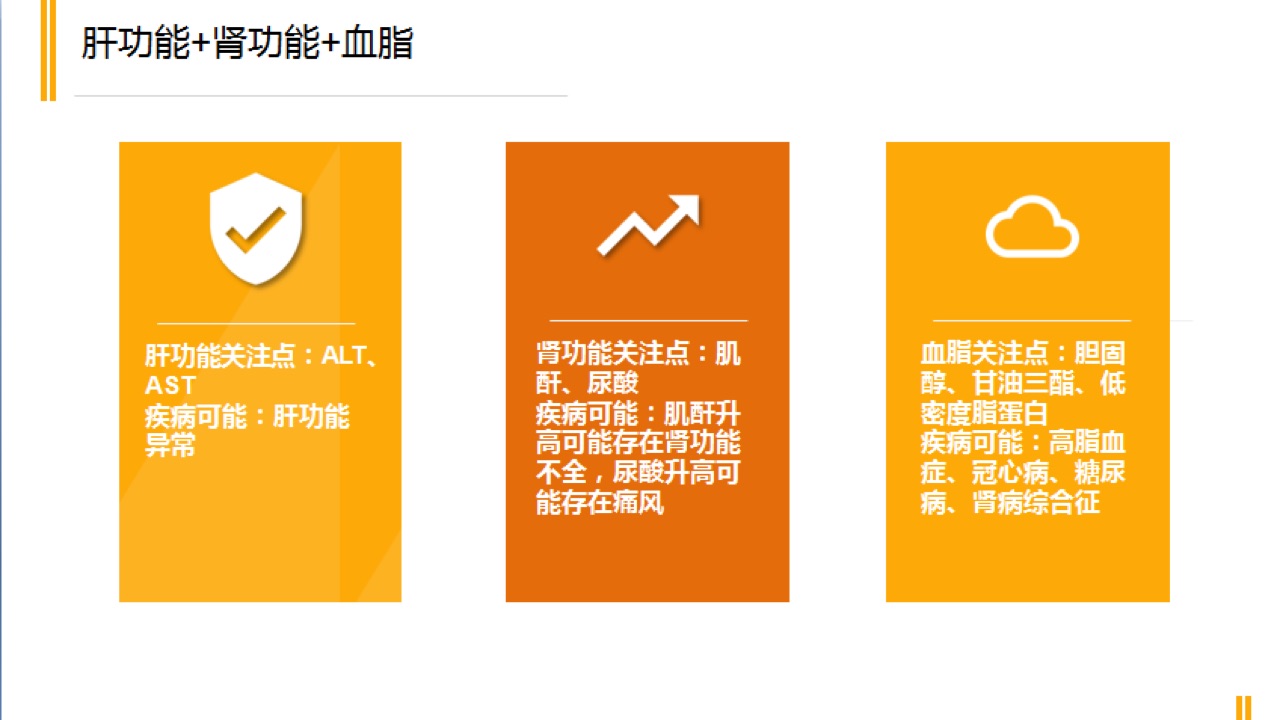 肝功能+肾功能+血脂
肝功能关注点：ALT、
AST
疾病可能：肝功能
异常
肾功能关注点：肌
酐、尿酸
疾病可能：肌酐升
高可能存在肾功能
不全，尿酸升高可
能存在痛风
血脂关注点：胆固
醇、甘油三酯、低
密度脂蛋白
疾病可能：高脂血
症、冠心病、糖尿
病、肾病综合征